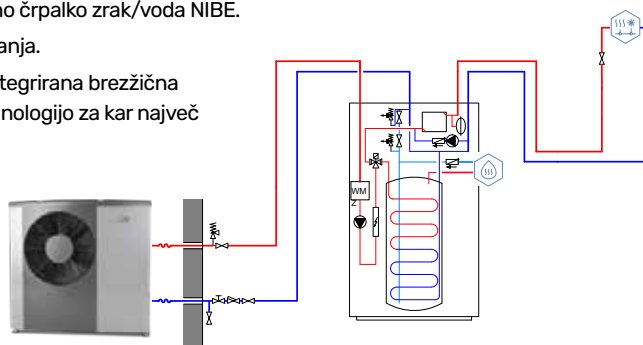 no črpalko zrak/voda NIBE.
anja.
tegrirana brezžična
nologijo za kar največ
WM
Z